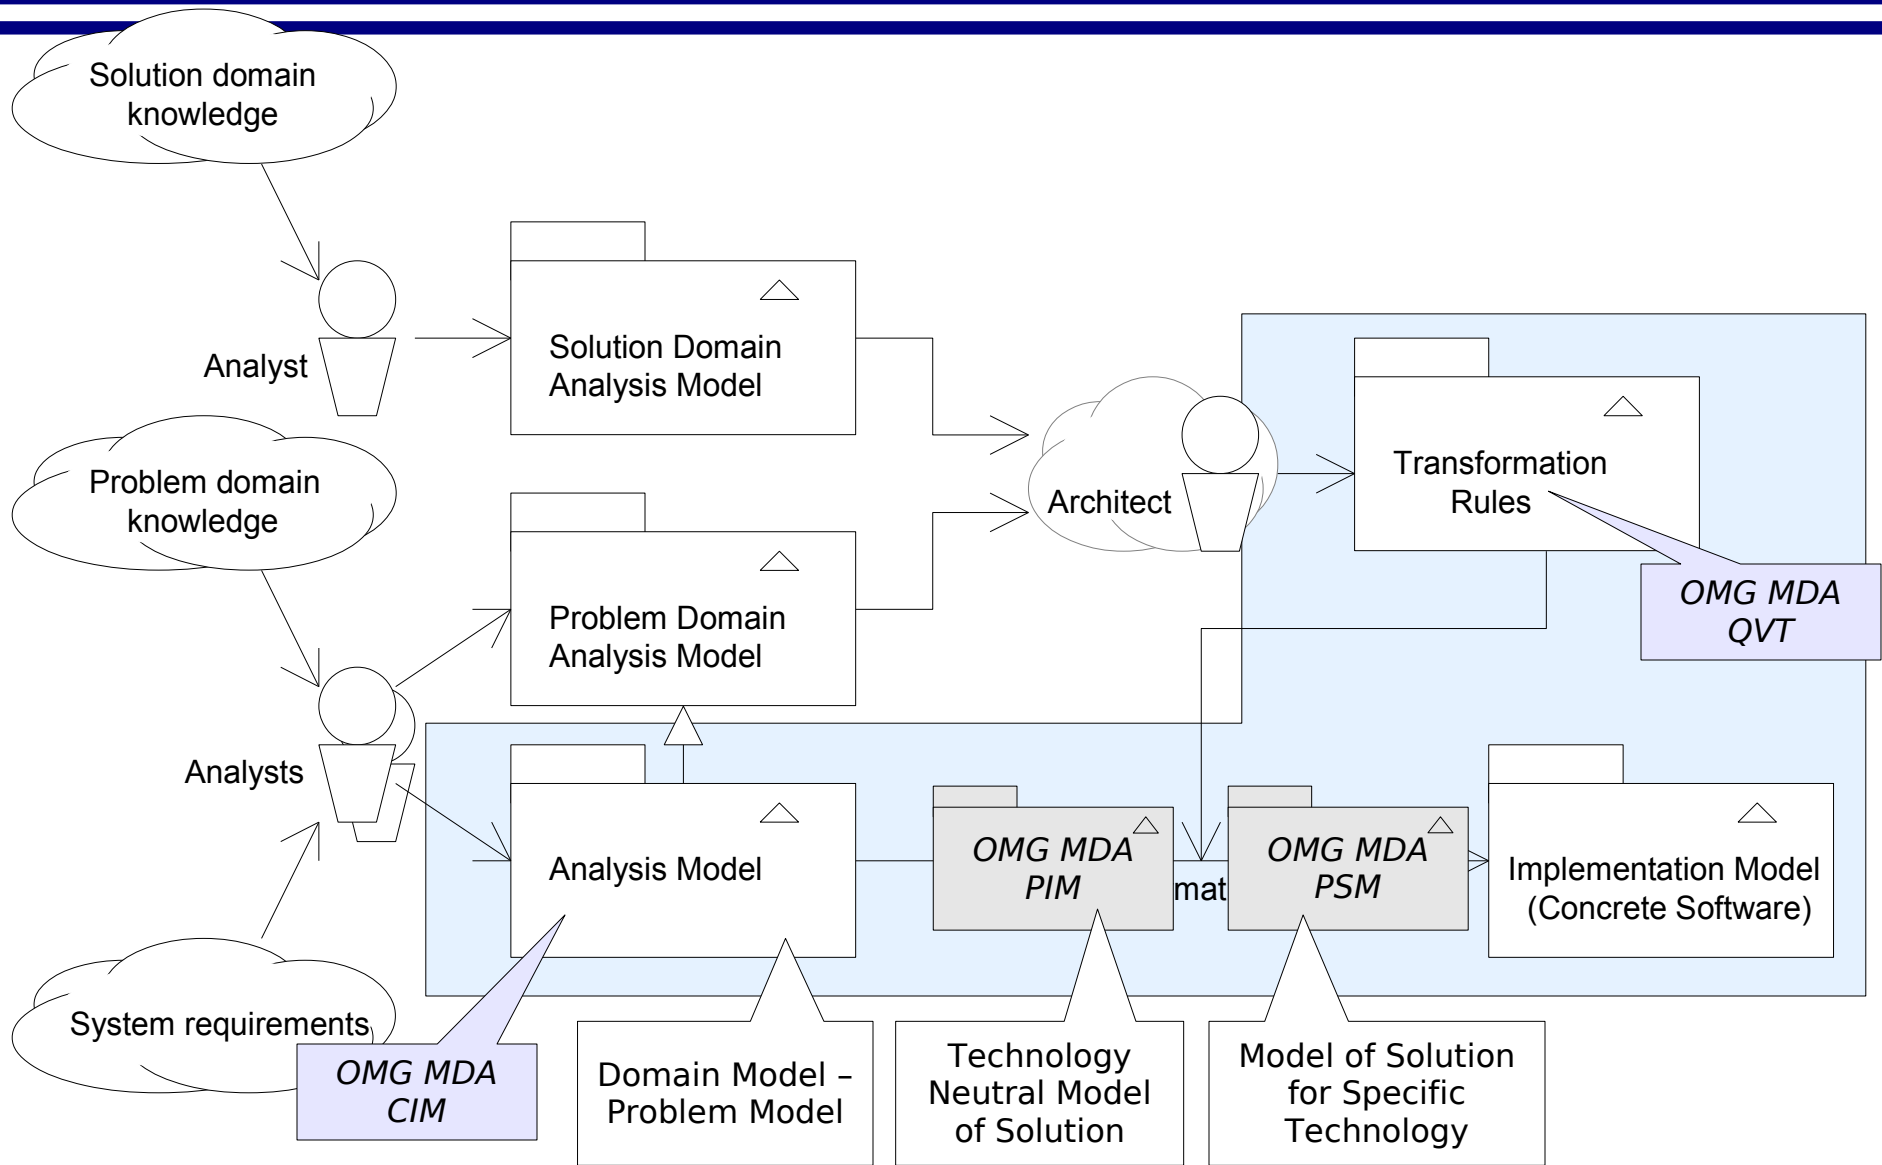 Solution domain
knowledge
Analyst
Solution Domain
Analysis Model
Problem domain
knowledge
Architect
Transformation
Rules
OMG MDA
QVT
Problem Domain
Analysis Model
Analysts
Analysis Model
OMG MDA
PIM
mat
OMG MDA
PSM
Implementation Model
(Concrete Software)
System requirements
OMG MDA
CIM
Domain Model –
Problem Model
Technology
Neutral Model
of Solution
Model of Solution
for Specific
Technology